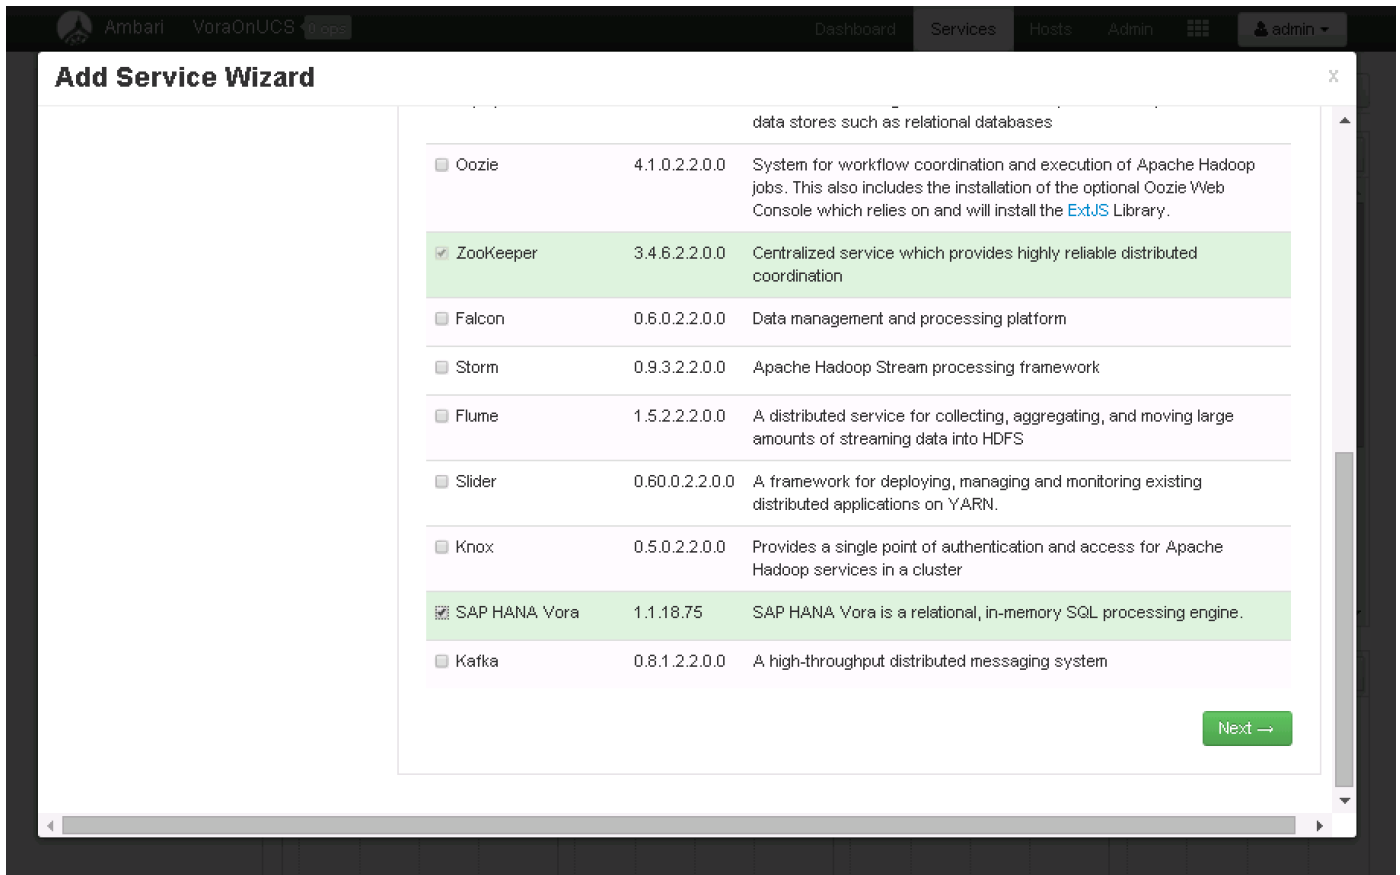 Ambari VoraOnUCS 0 ops Dashboard Services Hosts Admin admin
Add Service Wizard X
data stores such as relational databases
Oozie 4.1.0.2.2.0.0 System for workflow coordination and execution of Apache Hadoop
jobs. This also includes the installation of the optional Oozie Web
Console which relies on and will install the ExtJS Library.
ZooKeeper 3.4.6.2.2.0.0 Centralized service which provides highly reliable distributed
coordination
Falcon 0.6.0.2.2.0.0 Data management and processing platform
Storm 0.9.3.2.2.0.0 Apache Hadoop Stream processing framework
Flume 1.5.2.2.2.0.0 A distributed service for collecting, aggregating, and moving large
amounts of streaming data into HDFS
Slider 0.60.0.2.2.0.0 A framework for deploying, managing and monitoring existing
distributed applications on YARN.
Knox 0.5.0.2.2.0.0 Provides a single point of authentication and access for Apache
Hadoop services in a cluster
SAP HANA Vora 1.1.18.75 SAP HANA Vora is a relational, in-memory SQL processing engine.
Kafka 0.8.1.2.2.0.0 A high-throughput distributed messaging system
Next →